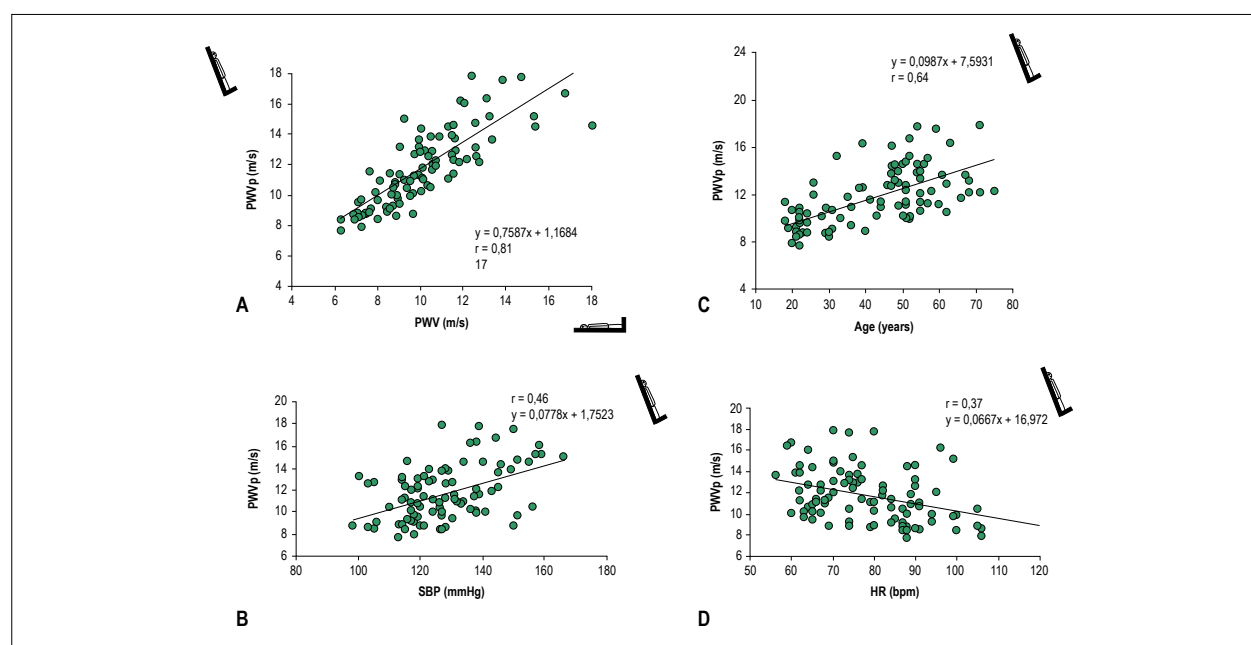 18
16
14
12
10
8
6
4
PWVp (m/s)
y = 0,7587x + 1,1684
r = 0,81
17
4 6 8 10 12 14 16 18
PWV (m/s)
A
24
20
16
12
8
4
PWVp (m/s)
y = 0,0987x + 7,5931
r = 0,64
10 20 30 40 50 60 70 80
Age (years)
C
20
18
16
14
12
10
8
6
PWVp (m/s)
r = 0,46
y = 0,0778x + 1,7523
80 100 120 140 160 180
SBP (mmHg)
B
20
18
16
14
12
10
8
6
PWVp (m/s)
r = 0,37
y = 0,0667x + 16,972
50 60 70 80 90 100 110 120
HR (bpm)
D